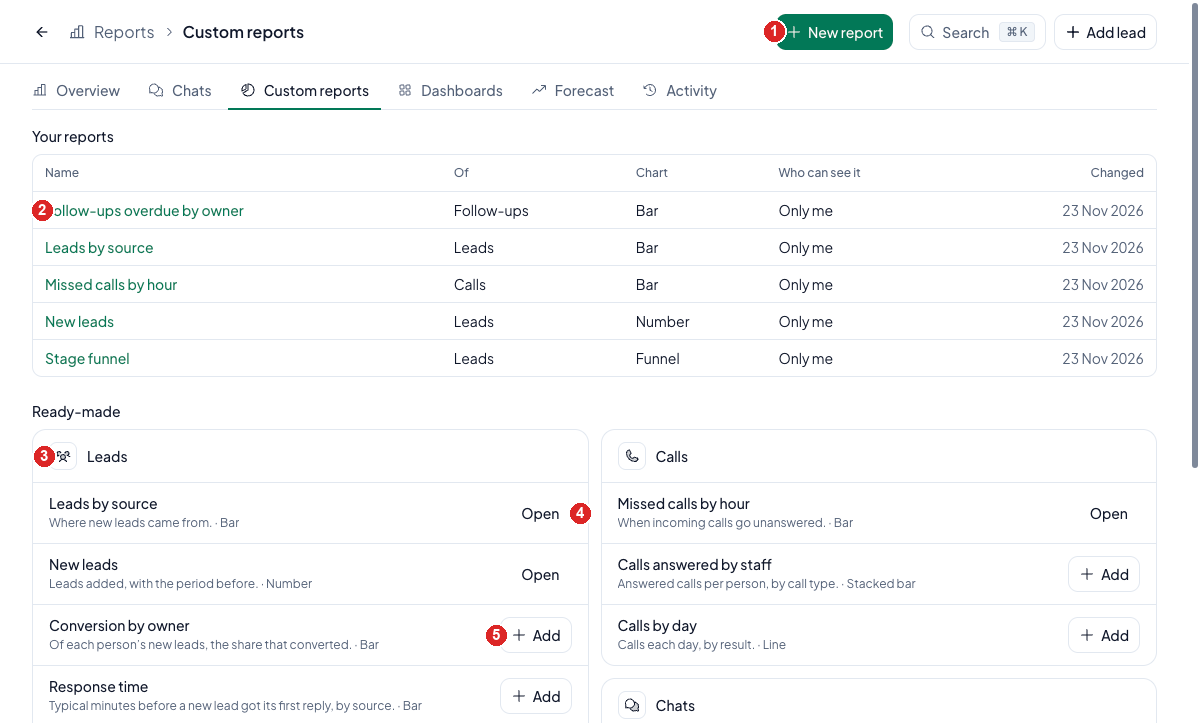 Reports > Custom reports
1 + New report
Search ⌘ K
+ Add lead
Overview Chats Custom reports Dashboards Forecast Activity
Your reports
Name Of Chart Who can see it Changed
2 ollow-ups overdue by owner Follow-ups Bar Only me 23 Nov 2026
Leads by source Leads Bar Only me 23 Nov 2026
Missed calls by hour Calls Bar Only me 23 Nov 2026
New leads Leads Number Only me 23 Nov 2026
Stage funnel Leads Funnel Only me 23 Nov 2026
Ready-made
3 Leads
Leads by source
Where new leads came from. · Bar
Open 4
New leads
Leads added, with the period before. · Number
Open
Conversion by owner
Of each person's new leads, the share that converted. · Bar
5 + Add
Response time
Typical minutes before a new lead got its first reply, by source. · Bar
+ Add
Calls
Missed calls by hour
When incoming calls go unanswered. · Bar
Open
Calls answered by staff
Answered calls per person, by call type. · Stacked bar
+ Add
Calls by day
Calls each day, by result. · Line
+ Add
Chats